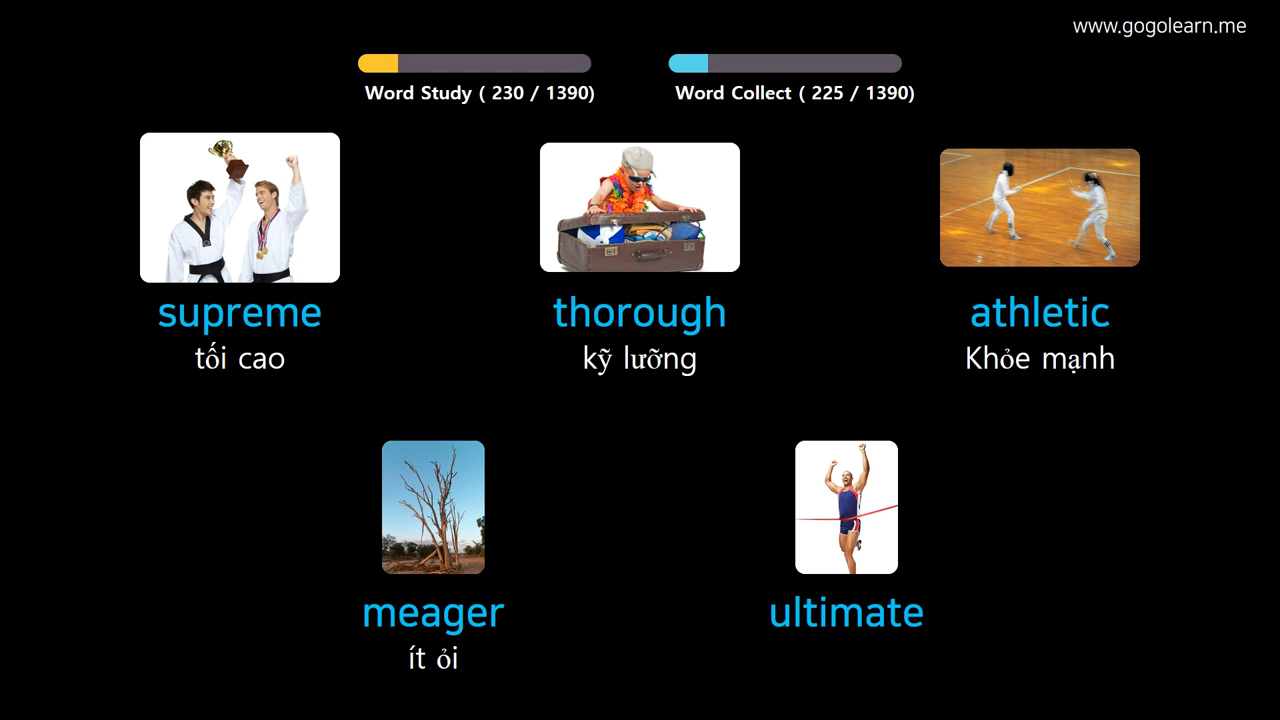 www.gogolearn.me
Word Study ( 230 / 1390)
Word Collect ( 225 / 1390)
supreme
tối cao
thorough
kỹ lưỡng
athletic
Khỏe mạnh
meager
ít ỏi
ultimate